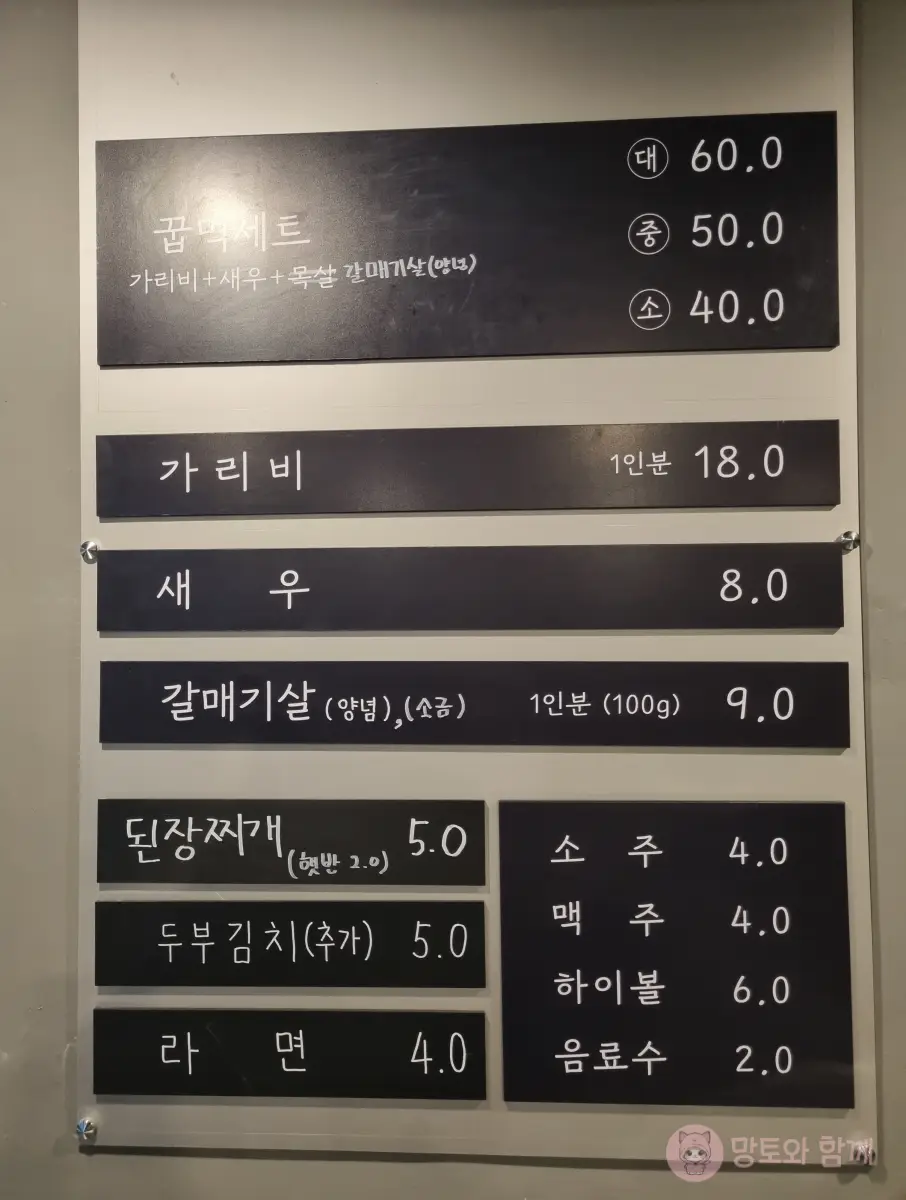 꿉먹세트
가리비+새우+목살 갈매기살(양념)
대 60.0
중 50.0
소 40.0
가리비 1인분 18.0
새우 8.0
갈매기살 (양념),(소금) 1인분 (100g) 9.0
된장찌개 (햇반 2.0) 5.0
두부김치(추가) 5.0
라면 4.0
소주 4.0
맥주 4.0
하이볼 6.0
음료수 2.0
망토와 함께